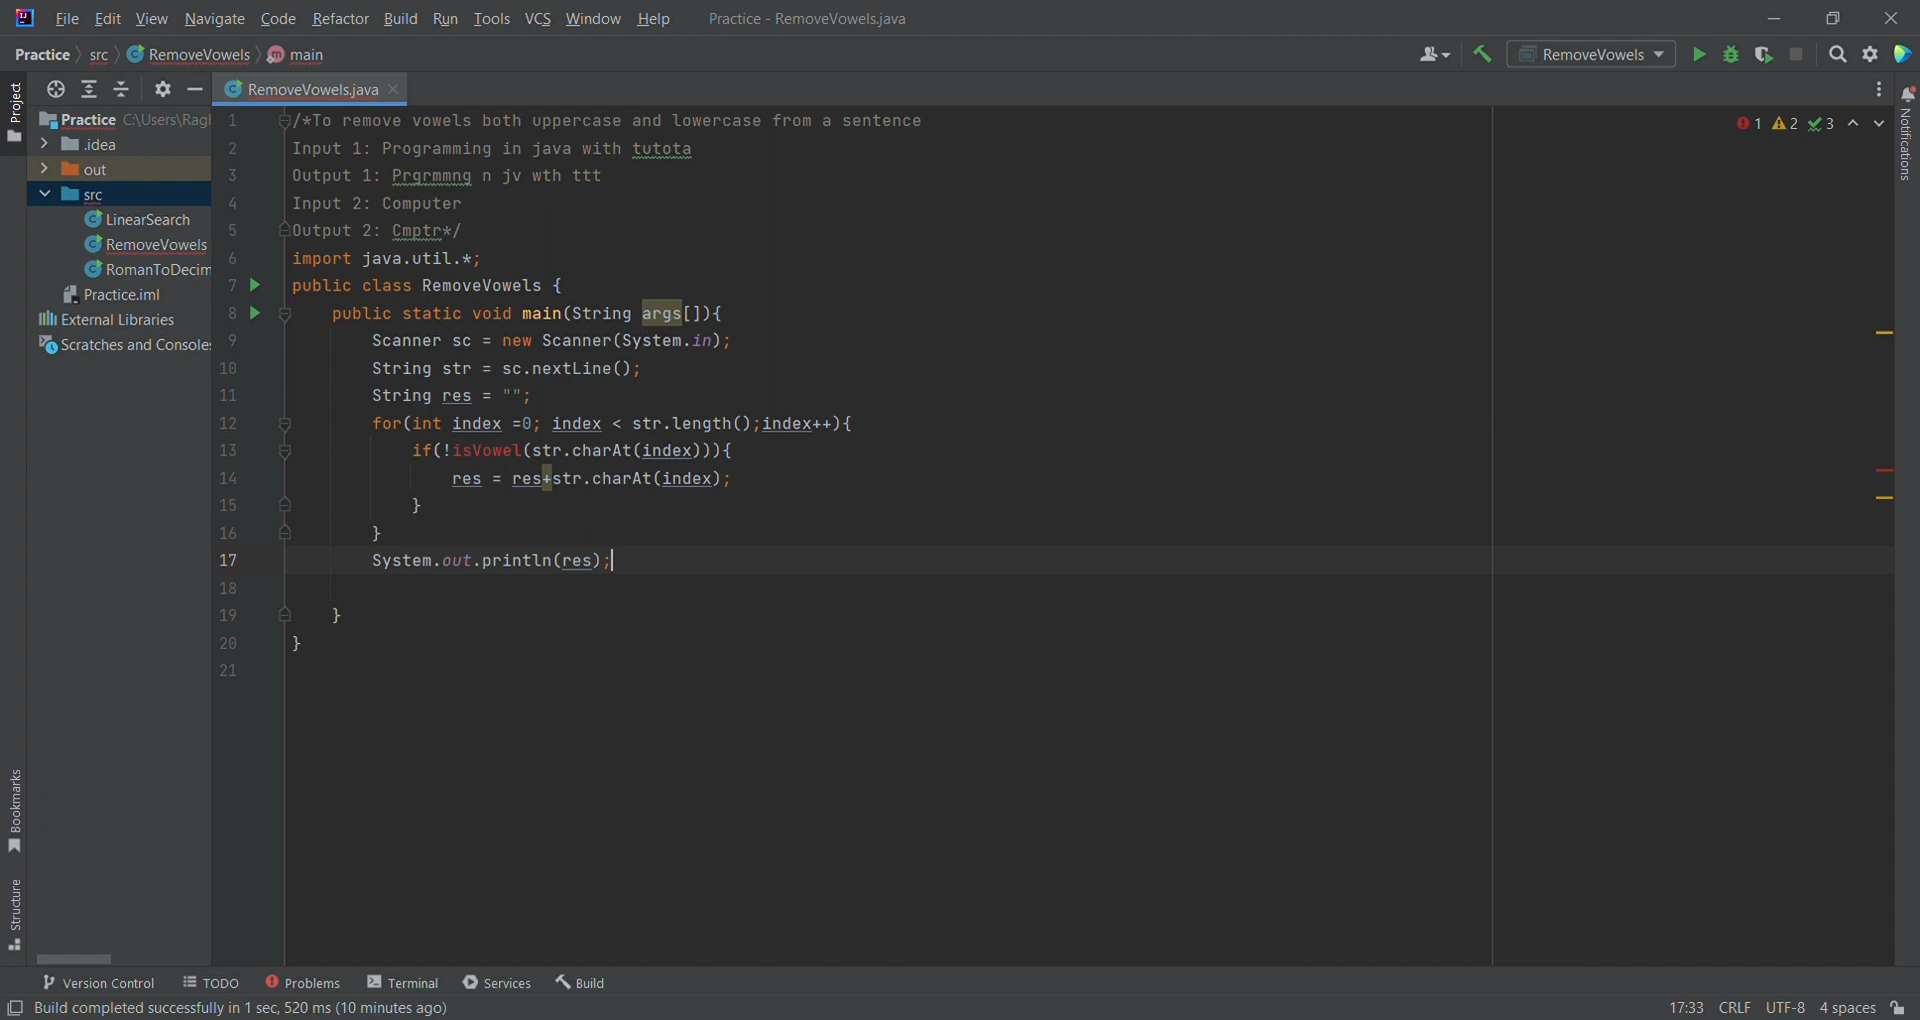 File Edit View Navigate Code Refactor Build Run Tools VCS Window Help Practice - RemoveVowels.java
Practice src RemoveVowels main RemoveVowels
Project RemoveVowels.java
Notifications
Practice C:\Users\Ragl
.idea
out
src
LinearSearch
RemoveVowels
RomanToDecim
Practice.iml
External Libraries
Scratches and Consoles
1 2 3
1 /*To remove vowels both uppercase and lowercase from a sentence
2 Input 1: Programming in java with tutota
3 Output 1: Prgrmmng n jv wth ttt
4 Input 2: Computer
5 Output 2: Cmptr*/
6 import java.util.*;
7 public class RemoveVowels {
8 public static void main(String args[]){
9 Scanner sc = new Scanner(System.in);
10 String str = sc.nextLine();
11 String res = "";
12 for(int index =0; index < str.length();index++){
13 if(!isVowel(str.charAt(index))){
14 res = res+str.charAt(index);
15 }
16 }
17 System.out.println(res);
18
19 }
20 }
21
Bookmarks
Structure
Version Control TODO Problems Terminal Services Build
Build completed successfully in 1 sec, 520 ms (10 minutes ago) 17:33 CRLF UTF-8 4 spaces